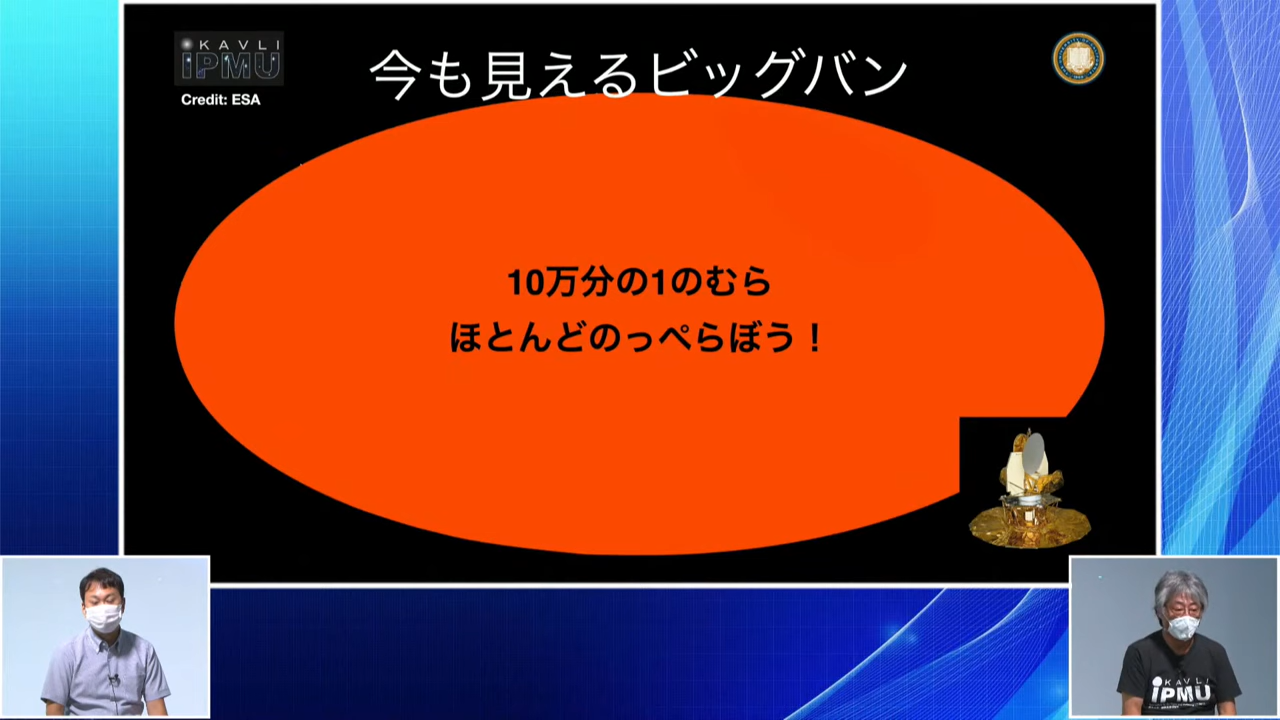 KAVLI
IPMU
Credit: ESA
今も見えるビッグバン
10万分の1のむら
ほとんどのっぺらぼう！
KAVLI
IPMU